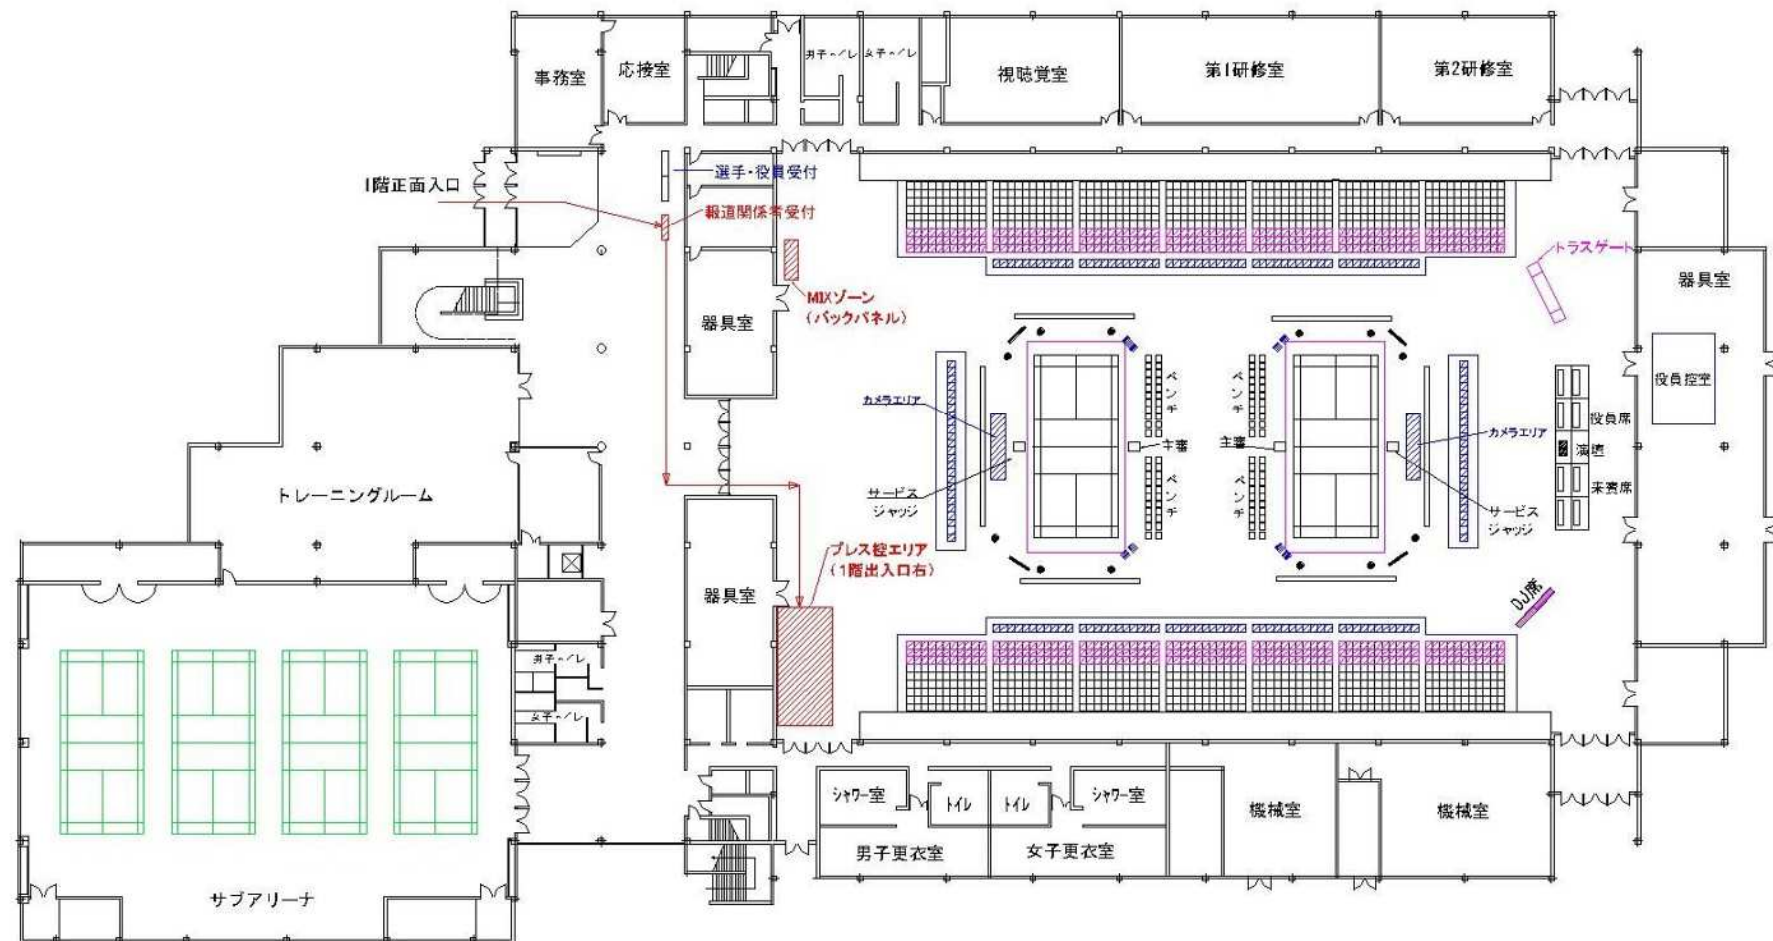 事務室
応接室
男子トイレ
女子トイレ
視聴覚室
第1研修室
第2研修室
1階正面入口
選手・役員受付
報道関係者受付
MIXゾーン
(バックパネル)
器具室
トラスゲート
器具室
役員控室
カメラエリア
ベンチ
ベンチ
主審
主審
カメラエリア
役員席
演壇
来賓席
サービス
ジャッジ
ベンチ
ベンチ
サービス
ジャッジ
トレーニングルーム
プレス控エリア
(1階出入口右)
器具室
DJ席
男子トイレ
女子トイレ
シャワー室
トイレ
トイレ
シャワー室
機械室
機械室
男子更衣室
女子更衣室
サブアリーナ